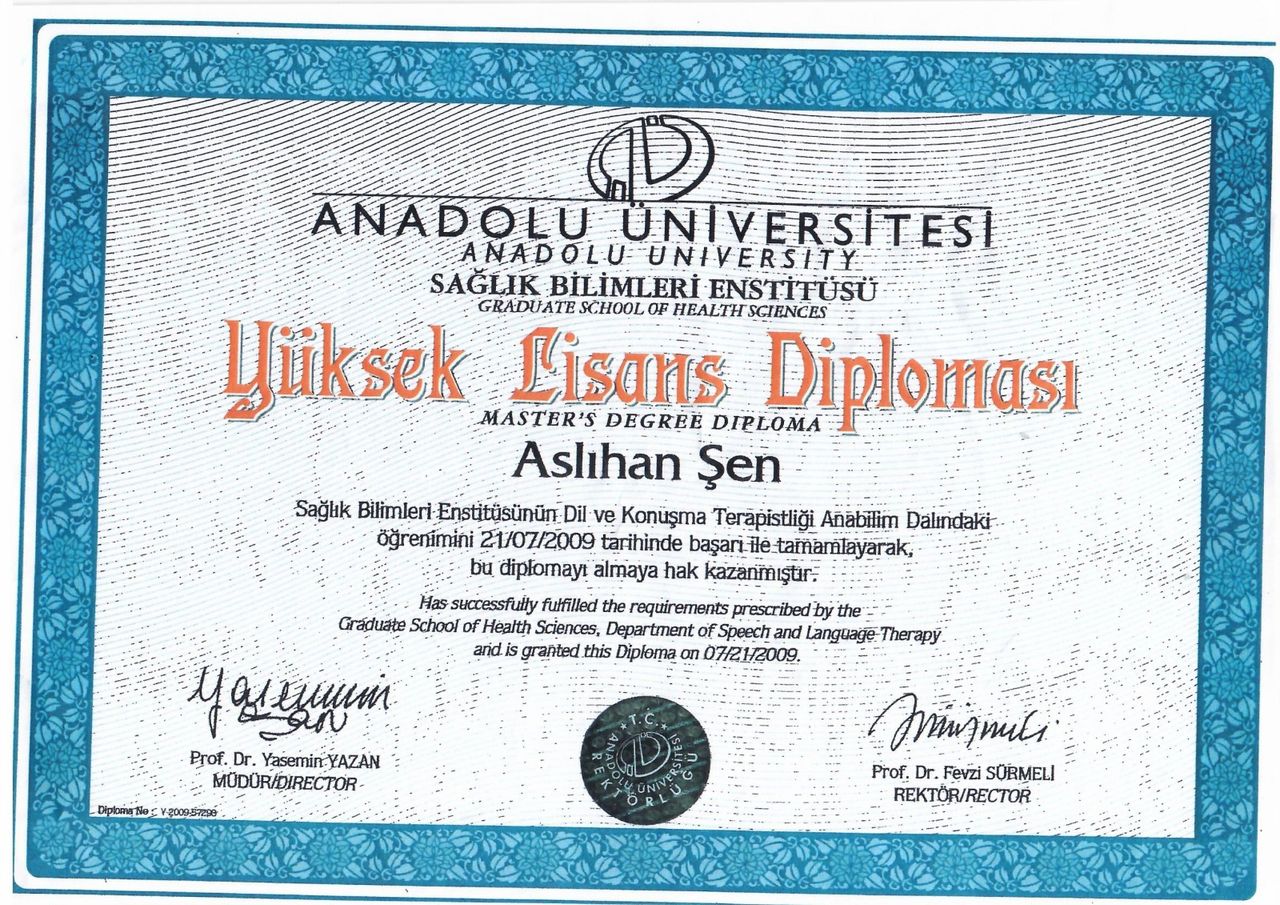 ANADOLU ÜNİVERSİTESİ
ANADOLU UNIVERSITY
SAĞLIK BİLİMLERİ ENSTİTÜSÜ
GRADUATE SCHOOL OF HEALTH SCIENCES
Yüksek Lisans Diploması
MASTER'S DEGREE DIPLOMA
Aslıhan Şen
Sağlık Bilimleri Enstitüsünün Dil ve Konuşma Terapistliği Anabilim Dalındaki
öğrenimini 21/07/2009 tarihinde başarı ile tamamlayarak,
bu diplomayı almaya hak kazanmıştır.
Has successfully fulfilled the requirements prescribed by the
Graduate School of Health Sciences, Department of Speech and Language Therapy
and is granted this Diploma on 07/21/2009.
Prof. Dr. Yasemin YAZAN
MÜDÜR/DIRECTOR
T.C.
ANADOLU ÜNİVERSİTESİ
REKTÖRLÜĞÜ
Prof. Dr. Fevzi SÜRMELİ
REKTÖR/RECTOR
Diploma No : Y-2009-57290